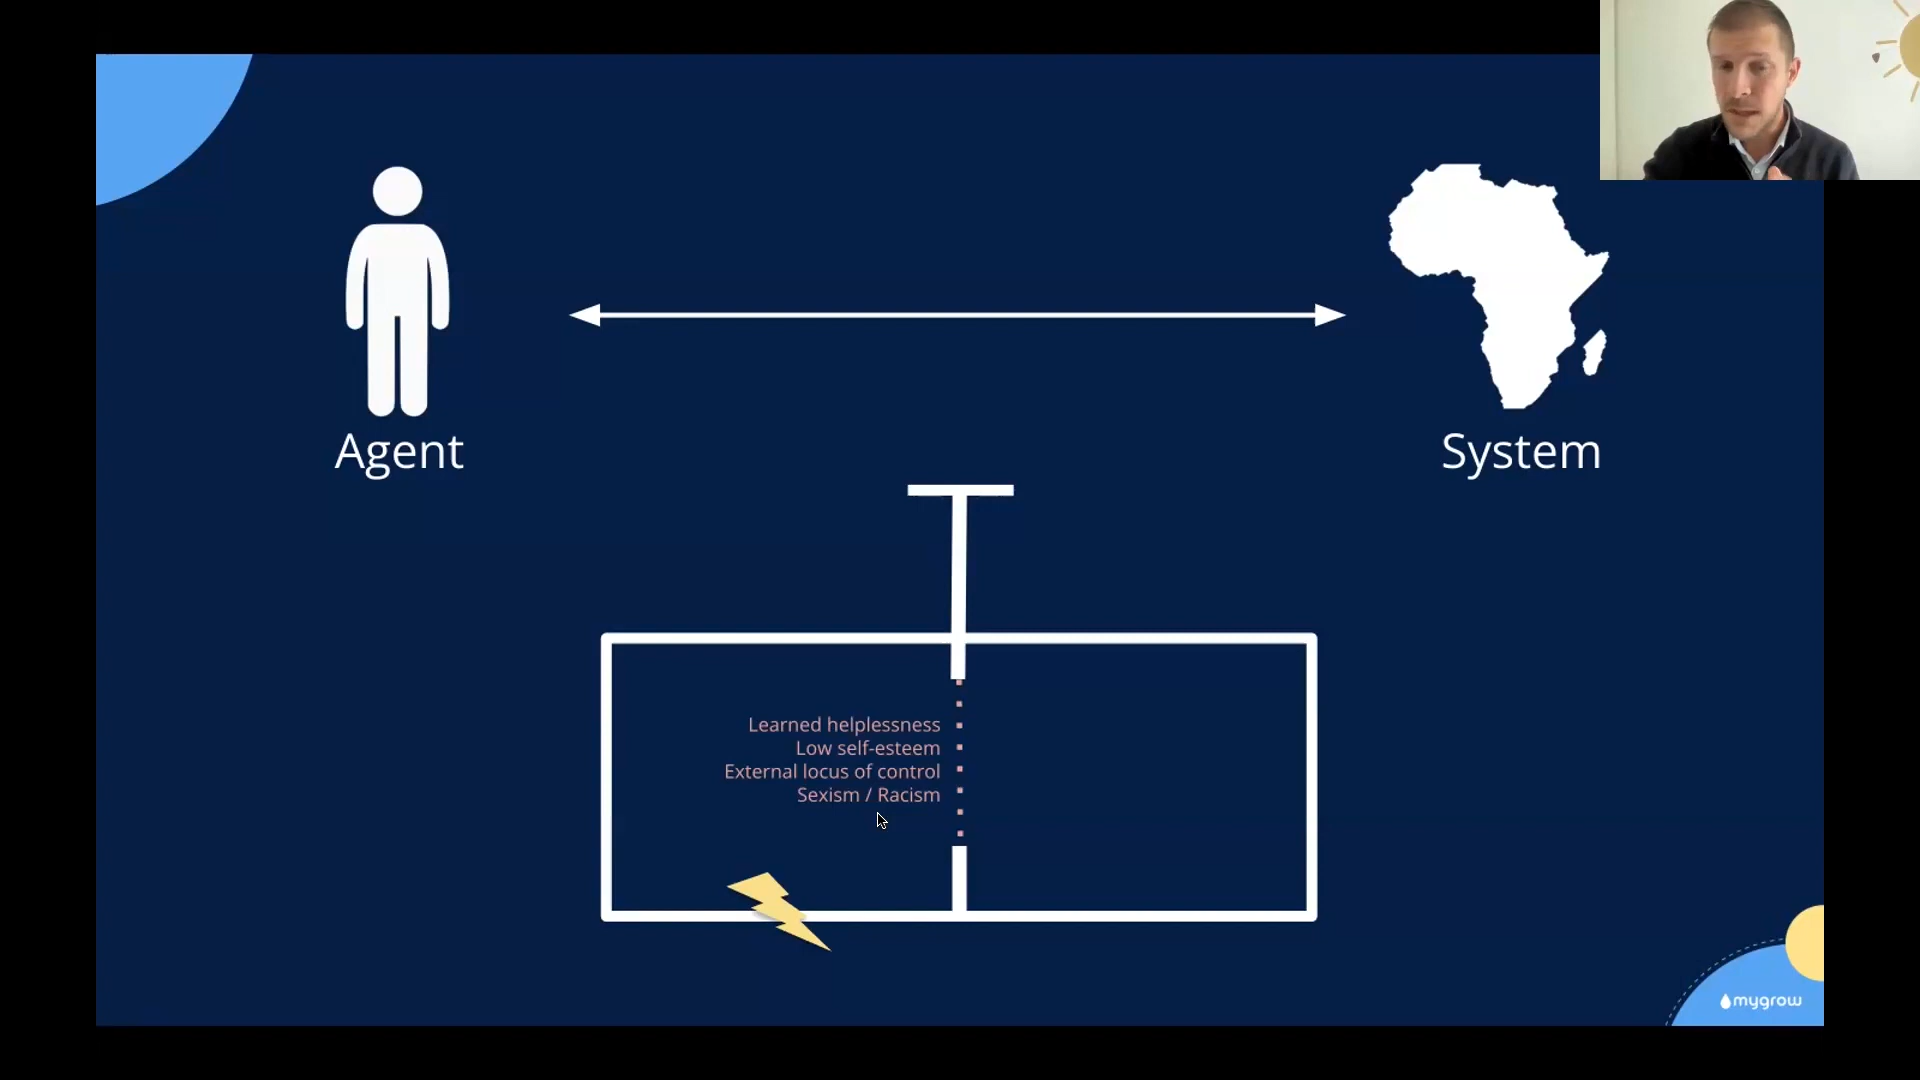 Agent
System
Learned helplessness
Low self-esteem
External locus of control
Sexism / Racism
mygrow